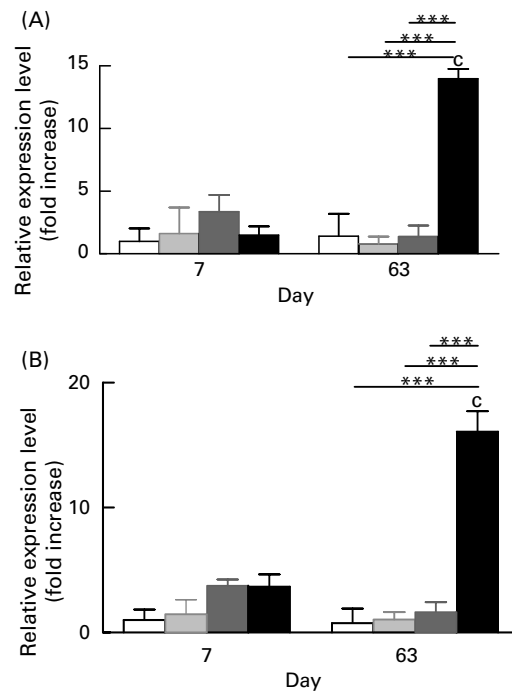 (A)
***
***
***
c
Relative expression level
(fold increase)
15
10
5
0
7
63
Day
(B)
***
***
***
c
Relative expression level
(fold increase)
20
10
0
7
63
Day